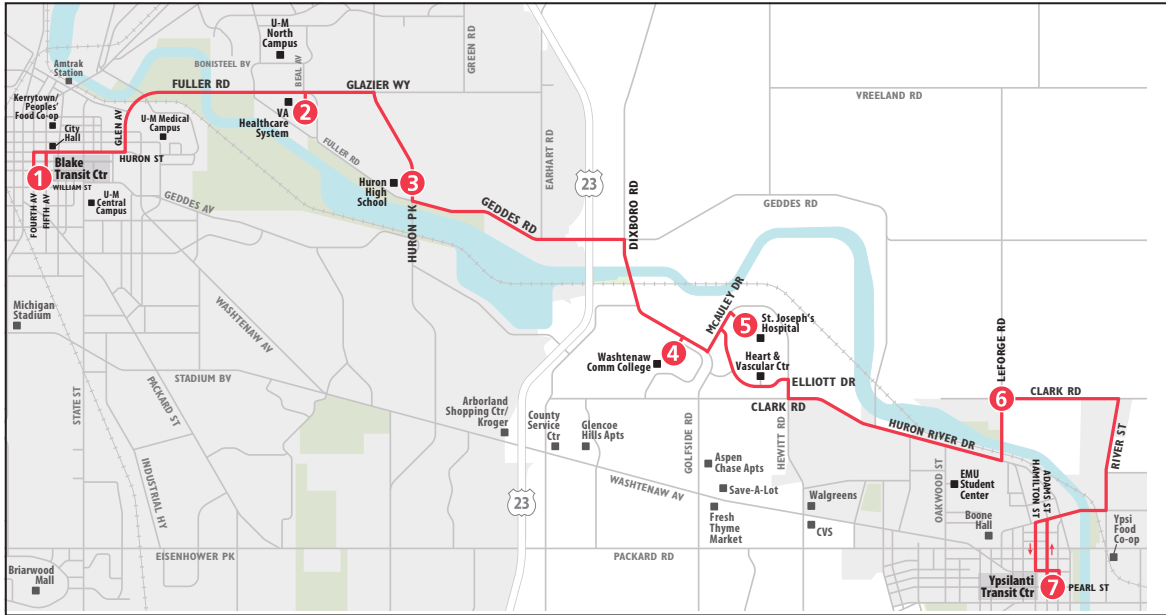 U-M
North
Campus
BONISTEEL BV
BEAL AV
GREEN RD
Amtrak
Station
FULLER RD
GLAZIER WY
VREELAND RD
Kerrytown/
Peoples'
Food Co-op
City
Hall
GLEN AV
U-M Medical
Campus
2
VA
Healthcare
System
FULLER RD
HURON ST
Blake
Transit Ctr
1
WILLIAM ST
FOURTH AV
FIFTH AV
U-M
Central
Campus
GEDDES AV
Huron
High
School
3
HURON PK
GEDDES RD
EARHART RD
23
DIXBORO RD
GEDDES RD
Michigan
Stadium
WASHTENAW AV
STATE ST
STADIUM BV
PACKARD ST
INDUSTRIAL HY
EISENHOWER PK
Briarwood
Mall
McAULEY DR
5
St. Joseph's
Hospital
4
Washtenaw
Comm College
Heart &
Vascular Ctr
ELLIOTT DR
CLARK RD
LeFORGE RD
6
CLARK RD
HURON RIVER DR
RIVER ST
Arborland
Shopping Ctr/
Kroger
County
Service
Ctr
Glencoe
Hills Apts
GOLFSIDE RD
HEWITT RD
Aspen
Chase Apts
Save-A-Lot
WASHTENAW AV
Fresh
Thyme
Market
Walgreens
CVS
23
OAKWOOD ST
EMU
Student
Center
HAMILTON ST
ADAMS ST
Boone
Hall
Ypsi
Food
Co-op
PACKARD RD
Ypsilanti
Transit Ctr
7
PEARL ST